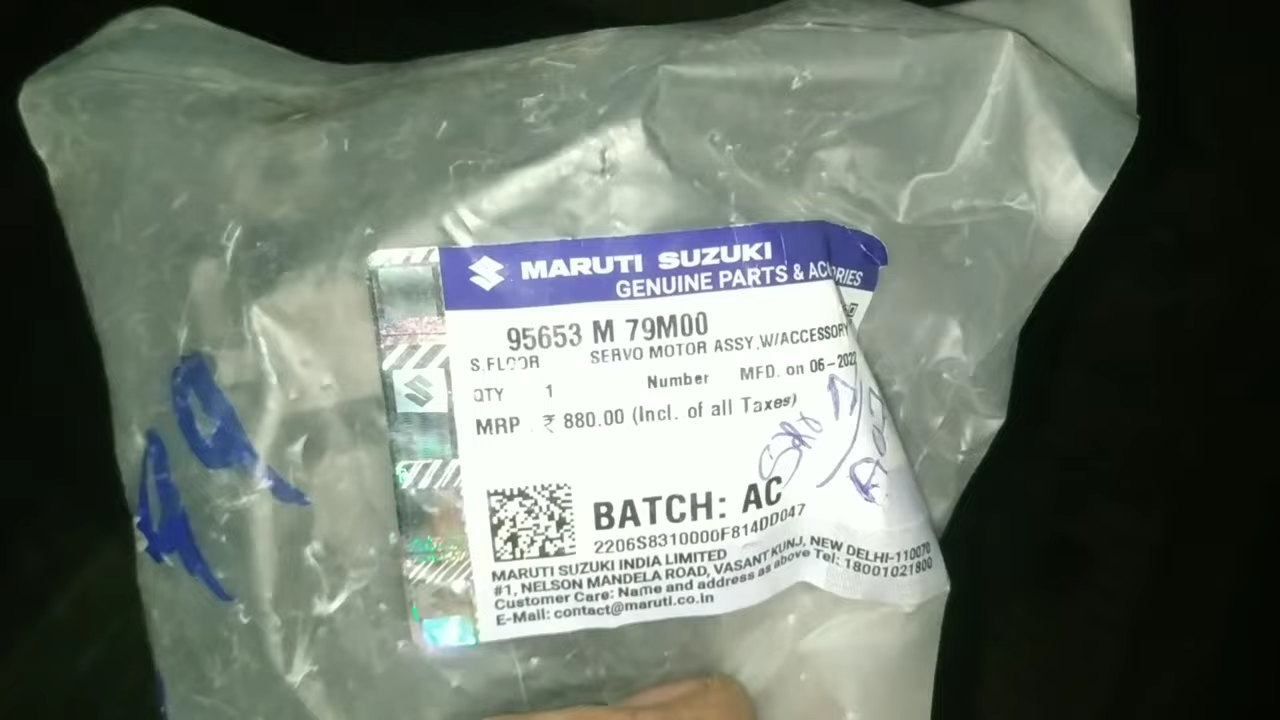 MARUTI SUZUKI
GENUINE PARTS & ACC RIES
95653 M 79M00
S.FLOOR SERVO MOTOR ASSY,W/ACCESSORY
QTY 1 Number MFD. on 06-2022
MRP ₹ 880.00 (Incl. of all Taxes)
BATCH: AC
2206S8310000F814DD047
MARUTI SUZUKI INDIA LIMITED
#1, NELSON MANDELA ROAD, VASANT KUNJ, NEW DELHI-110070
Customer Care: Name and address as above Tel: 18001021800
E-Mail: contact@maruti.co.in